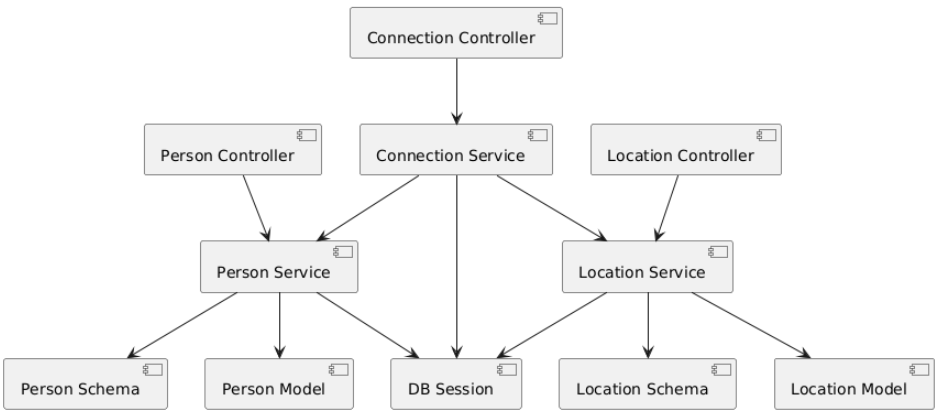 Connection Controller
Person Controller
Connection Service
Location Controller
Person Service
Location Service
Person Schema
Person Model
DB Session
Location Schema
Location Model